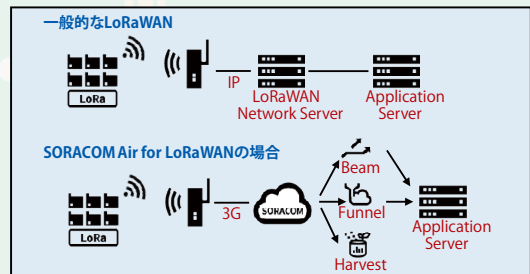 一般的なLoRaWAN
LoRa
IP
LoRaWAN
Network Server
Application
Server
SORACOM Air for LoRaWANの場合
LoRa
3G
SORACOM
Beam
Funnel
Harvest
Application
Server